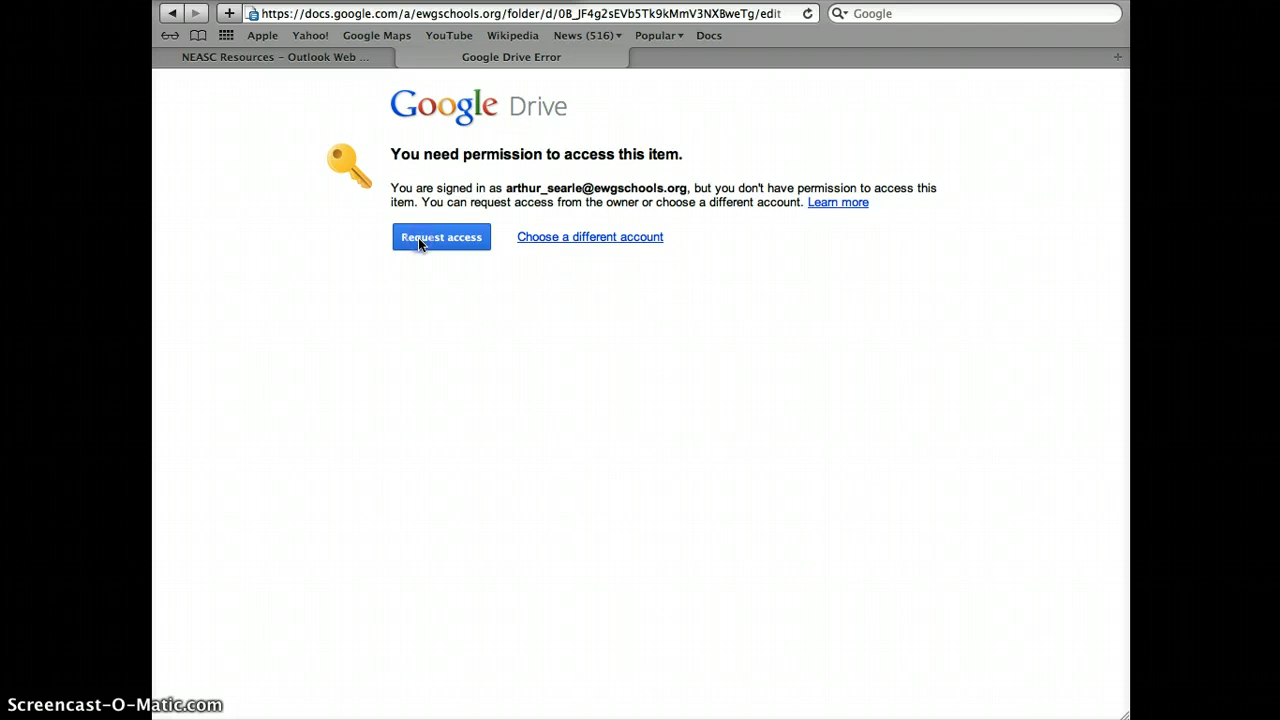 https://docs.google.com/a/ewgschools.org/folder/d/0B_JF4g2sEVb5Tk9kMmV3NXBweTg/edit
Google
Apple Yahoo! Google Maps YouTube Wikipedia News (516) Popular Docs
NEASC Resources – Outlook Web ... Google Drive Error
Google Drive
You need permission to access this item.
You are signed in as arthur_searle@ewgschools.org, but you don't have permission to access this
item. You can request access from the owner or choose a different account. Learn more
Request access Choose a different account
Screencast-O-Matic.com